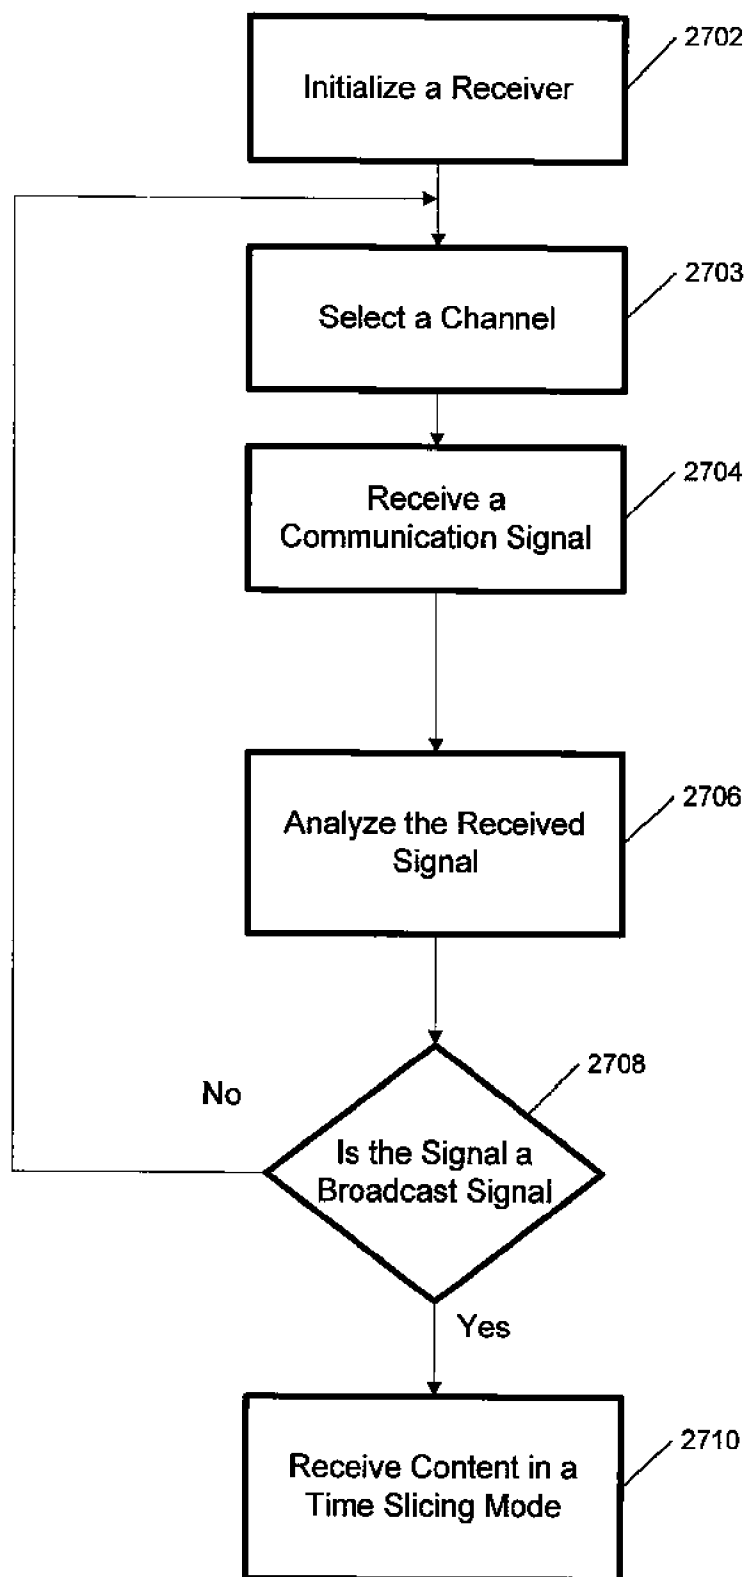 2702
Initialize a Receiver
2703
Select a Channel
2704
Receive a
Communication Signal
2706
Analyze the Received
Signal
2708
No
Is the Signal a
Broadcast Signal
Yes
2710
Receive Content in a
Time Slicing Mode